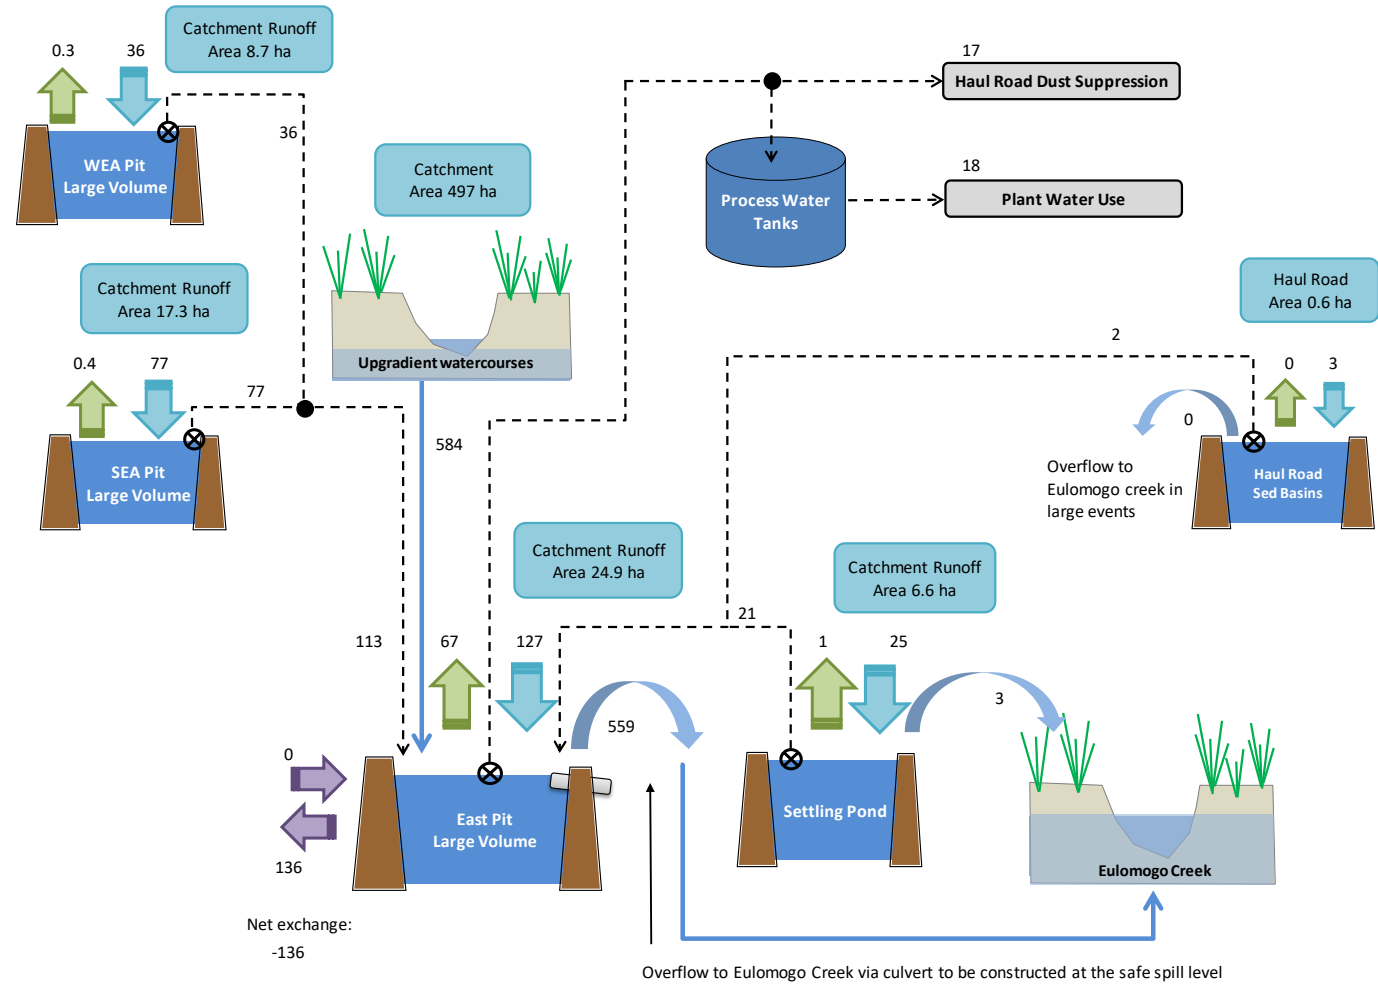 Catchment Runoff
Area 8.7 ha
0.3
36
WEA Pit
Large Volume
36
17
Haul Road Dust Suppression
Catchment
Area 497 ha
Process Water
Tanks
18
Plant Water Use
Catchment Runoff
Area 17.3 ha
Haul Road
Area 0.6 ha
Upgradient watercourses
0.4
77
77
SEA Pit
Large Volume
584
2
0
3
0
Overflow to
Eulomogo creek in
large events
Haul Road
Sed Basins
Catchment Runoff
Area 24.9 ha
Catchment Runoff
Area 6.6 ha
113
67
127
21
1
25
559
3
0
136
East Pit
Large Volume
Settling Pond
Eulomogo Creek
Net exchange:
-136
Overflow to Eulomogo Creek via culvert to be constructed at the safe spill level